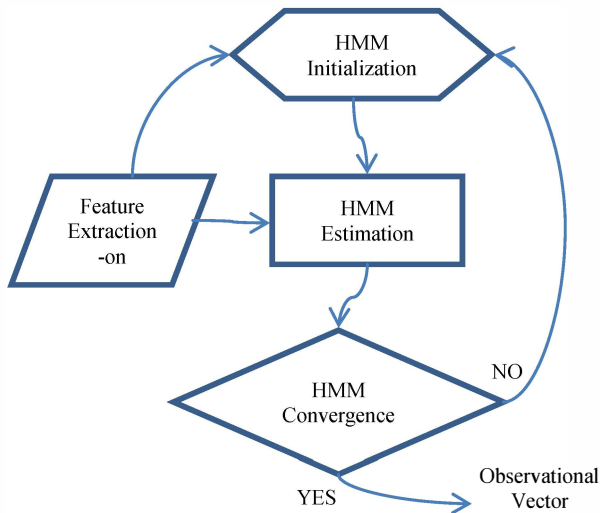 HMM
Initialization
Feature
Extraction
-on
HMM
Estimation
HMM
Convergence
NO
YES
Observational
Vector